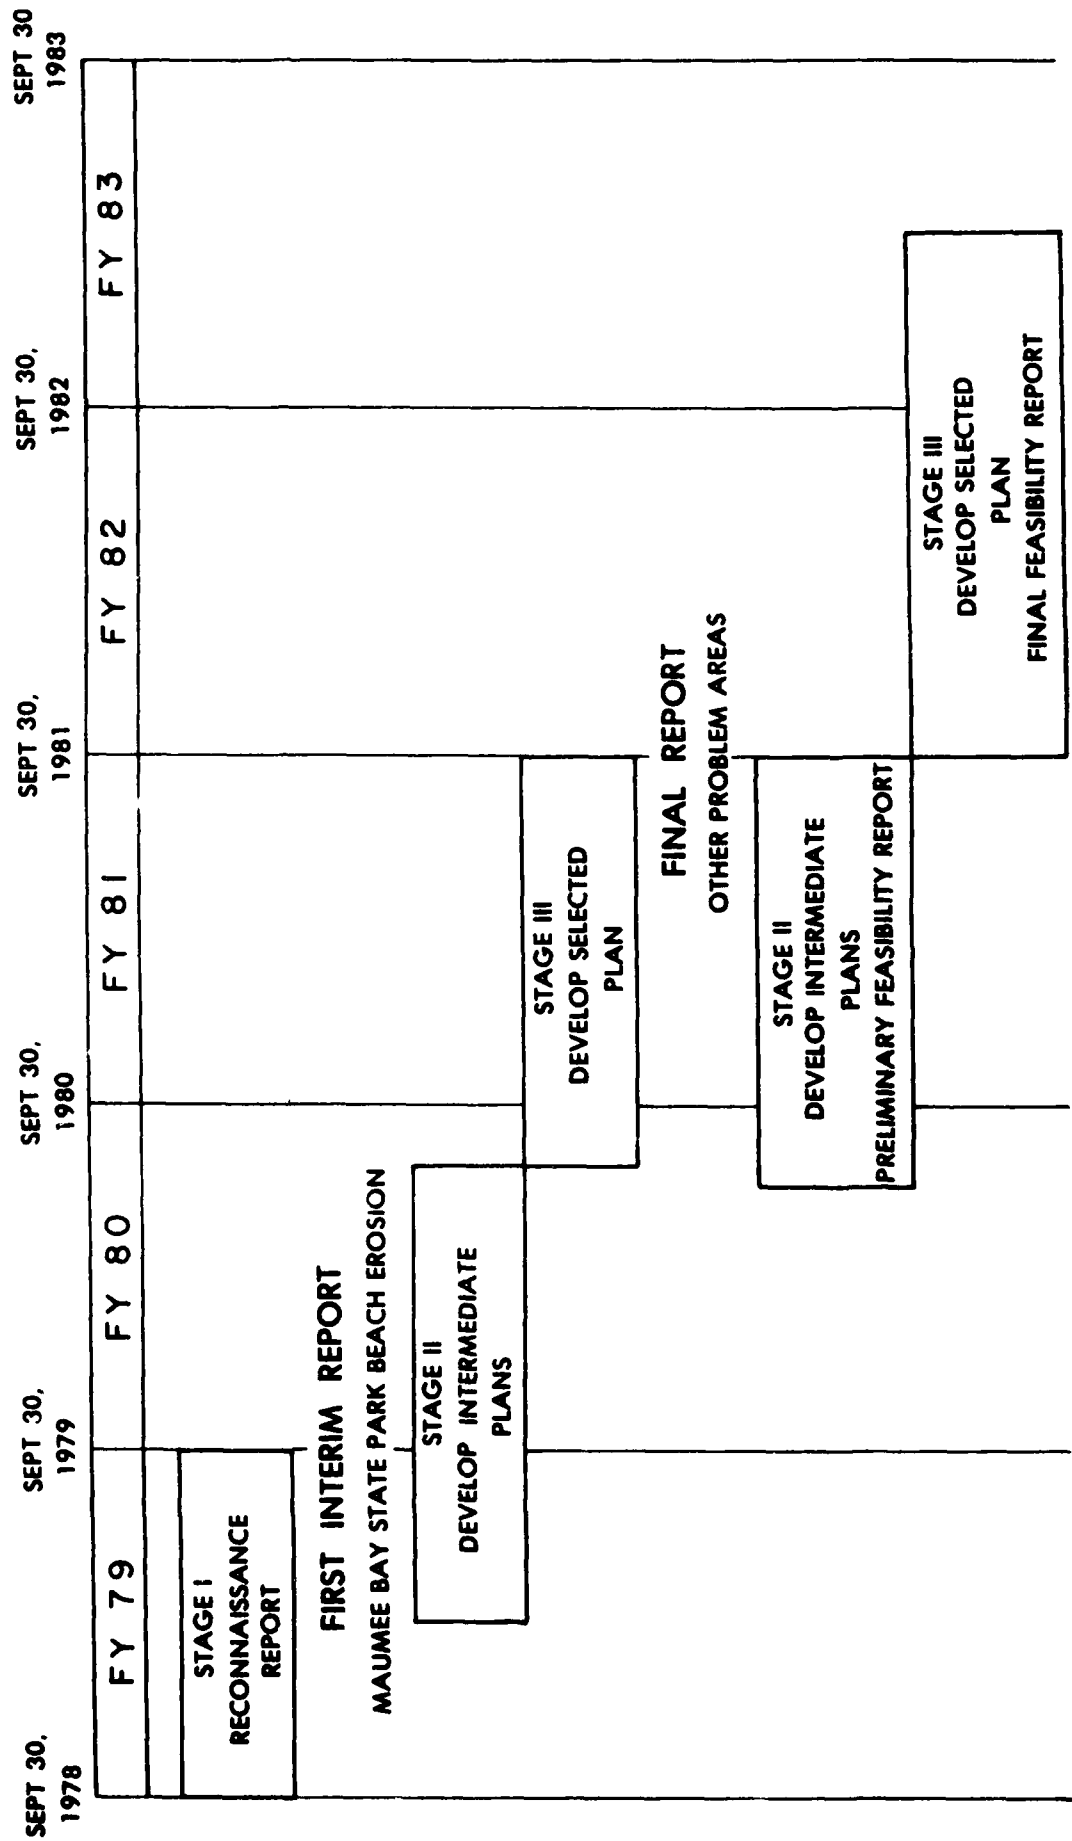 SEPT 30,
1978
SEPT 30,
1979
SEPT 30,
1980
SEPT 30,
1981
SEPT 30,
1982
SEPT 30
1983
FY 79
FY 80
FY 81
FY 82
FY 83
STAGE I
RECONNAISSANCE
REPORT
FIRST INTERIM REPORT
MAUMEE BAY STATE PARK BEACH EROSION
STAGE II
DEVELOP INTERMEDIATE
PLANS
STAGE III
DEVELOP SELECTED
PLAN
FINAL REPORT
OTHER PROBLEM AREAS
STAGE II
DEVELOP INTERMEDIATE
PLANS
PRELIMINARY FEASIBILITY REPORT
STAGE III
DEVELOP SELECTED
PLAN
FINAL FEASIBILITY REPORT